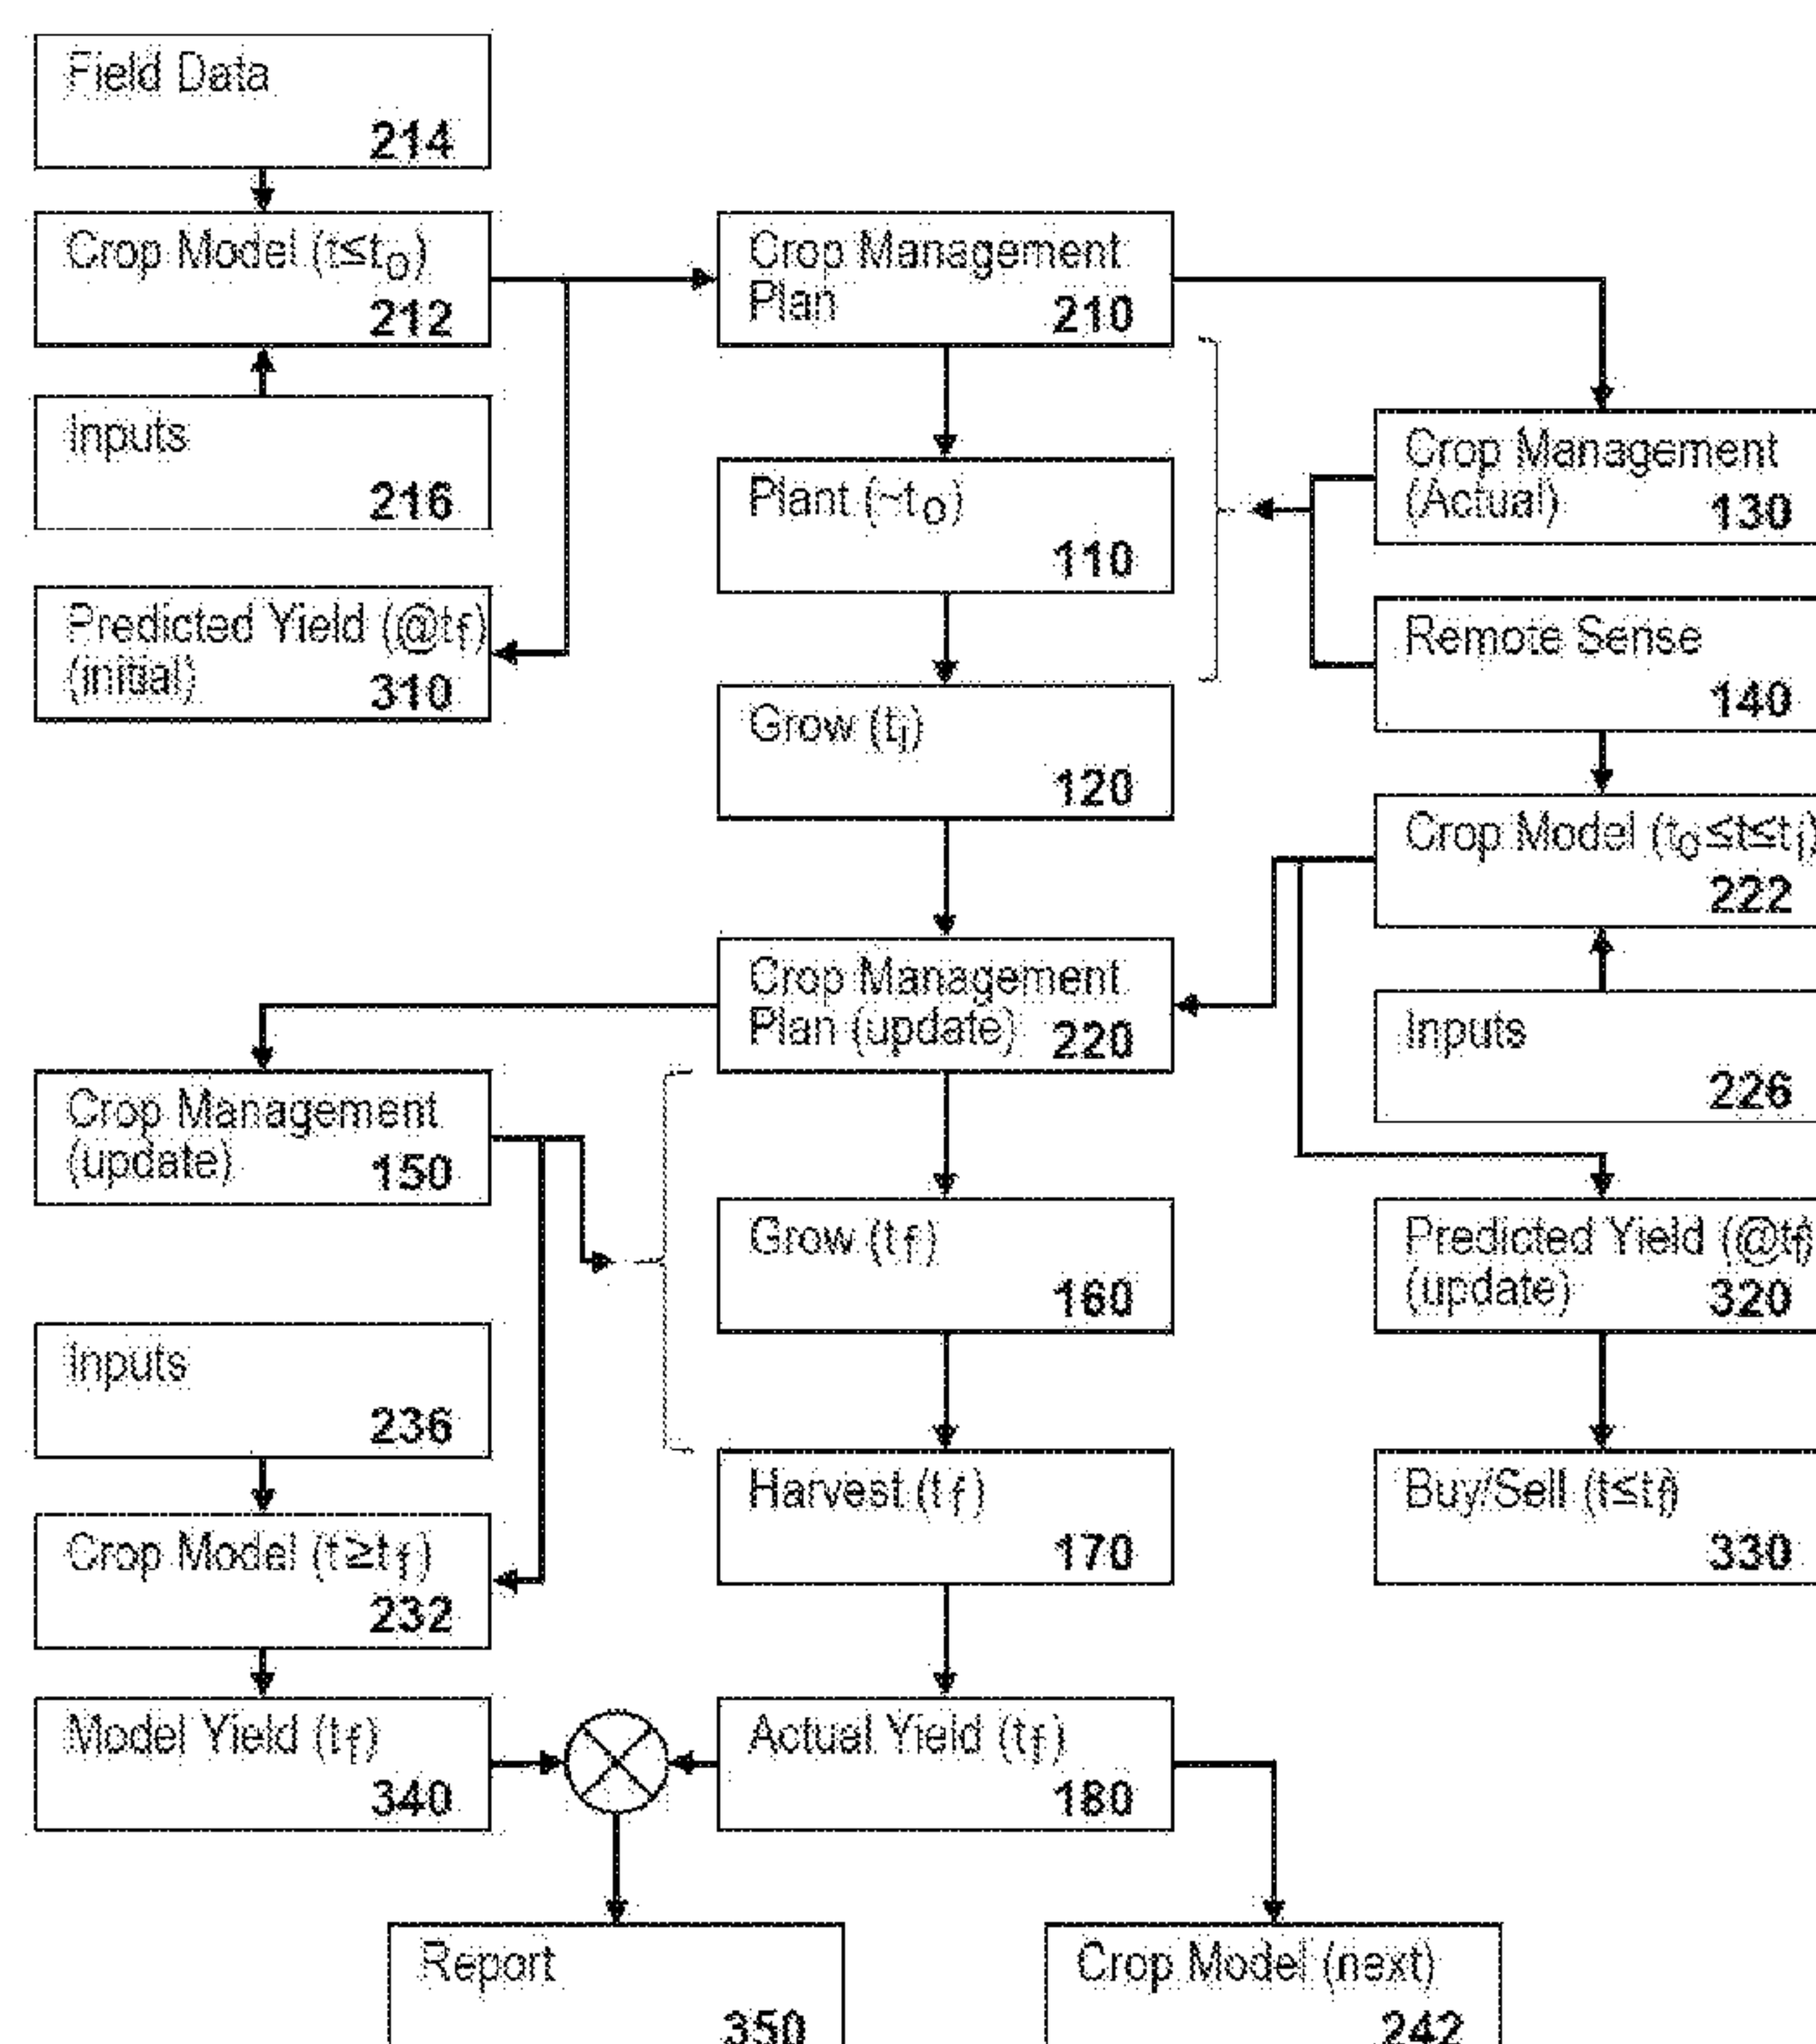 Field Data
214
Crop Model (t≤to)
212
Inputs
216
Predicted Yield (@tf)
(initial)
310
Crop Management
Plan
210
Plant (~to)
110
Grow (ti)
120
Crop Management
(Actual)
130
Remote Sense
140
Crop Model (to≤t≤tf)
222
Inputs
226
Crop Management
Plan (update)
220
Crop Management
(update)
150
Grow (tf)
160
Predicted Yield (@tf)
(update)
320
Inputs
236
Harvest (tf)
170
Buy/Sell (t≤tf)
330
Crop Model (t≥tf)
232
Model Yield (tf)
340
Actual Yield (tf)
180
Report
350
Crop Model (next)
242